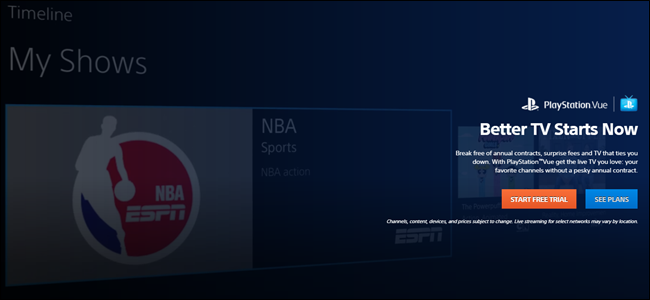 Timeline
My Shows
NBA
Sports
NBA action
NBA
ESPN
ESPN
PlayStation™Vue
Better TV Starts Now
Break free of annual contracts, surprise fees and TV that ties you
down. With PlayStation™Vue get the live TV you love: your
favorite channels without a pesky annual contract.
START FREE TRIAL
SEE PLANS
Channels, content, devices, and prices subject to change. Live streaming for select networks may vary by location.